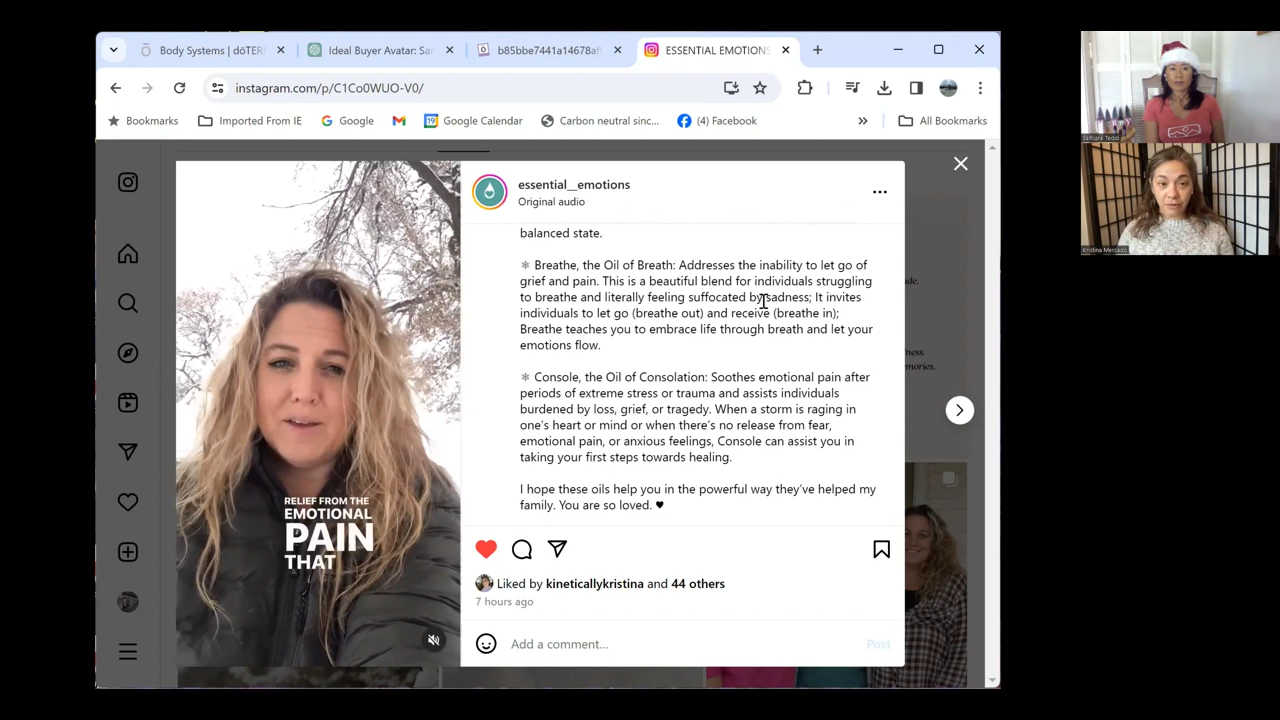 Body Systems | dōTERR
Ideal Buyer Avatar: Sar
b85bbe7441a14678af
ESSENTIAL EMOTIONS
instagram.com/p/C1Co0WUO-V0/
Bookmarks
Imported From IE
Google
Google Calendar
Carbon neutral sinc...
(4) Facebook
All Bookmarks
essential__emotions
Original audio
balanced state.
❄ Breathe, the Oil of Breath: Addresses the inability to let go of
grief and pain. This is a beautiful blend for individuals struggling
to breathe and literally feeling suffocated by sadness; It invites
individuals to let go (breathe out) and receive (breathe in);
Breathe teaches you to embrace life through breath and let your
emotions flow.
❄ Console, the Oil of Consolation: Soothes emotional pain after
periods of extreme stress or trauma and assists individuals
burdened by loss, grief, or tragedy. When a storm is raging in
one's heart or mind or when there's no release from fear,
emotional pain, or anxious feelings, Console can assist you in
taking your first steps towards healing.
I hope these oils help you in the powerful way they've helped my
family. You are so loved. ♥
RELIEF FROM THE
EMOTIONAL
PAIN
THAT
Liked by kineticallykristina and 44 others
7 hours ago
Add a comment...
Post
Kristina Mercado